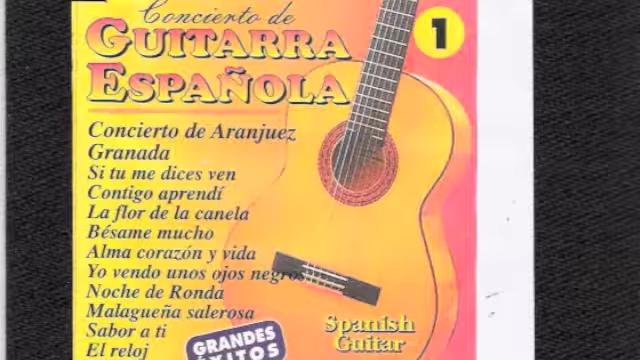 Concierto de
GUITARRA
ESPAÑOLA
1
Concierto de Aranjuez
Granada
Si tu me dices ven
Contigo aprendí
La flor de la canela
Bésame mucho
Alma corazón y vida
Yo vendo unos ojos negros
Noche de Ronda
Malagueña salerosa
Sabor a ti
El reloj
GRANDES
ÉXITOS
Spanish
Guitar